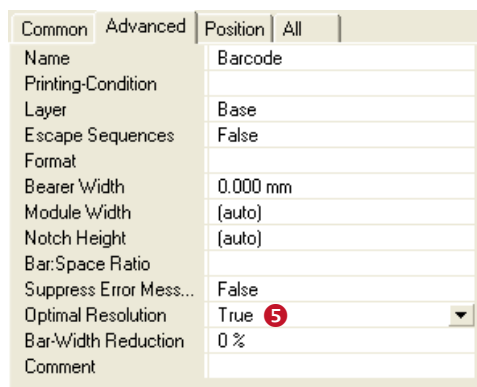 Common Advanced Position All
Name Barcode
Printing-Condition
Layer Base
Escape Sequences False
Format
Bearer Width 0.000 mm
Module Width (auto)
Notch Height (auto)
Bar:Space Ratio
Suppress Error Mess... False
Optimal Resolution True 5
Bar-Width Reduction 0 %
Comment